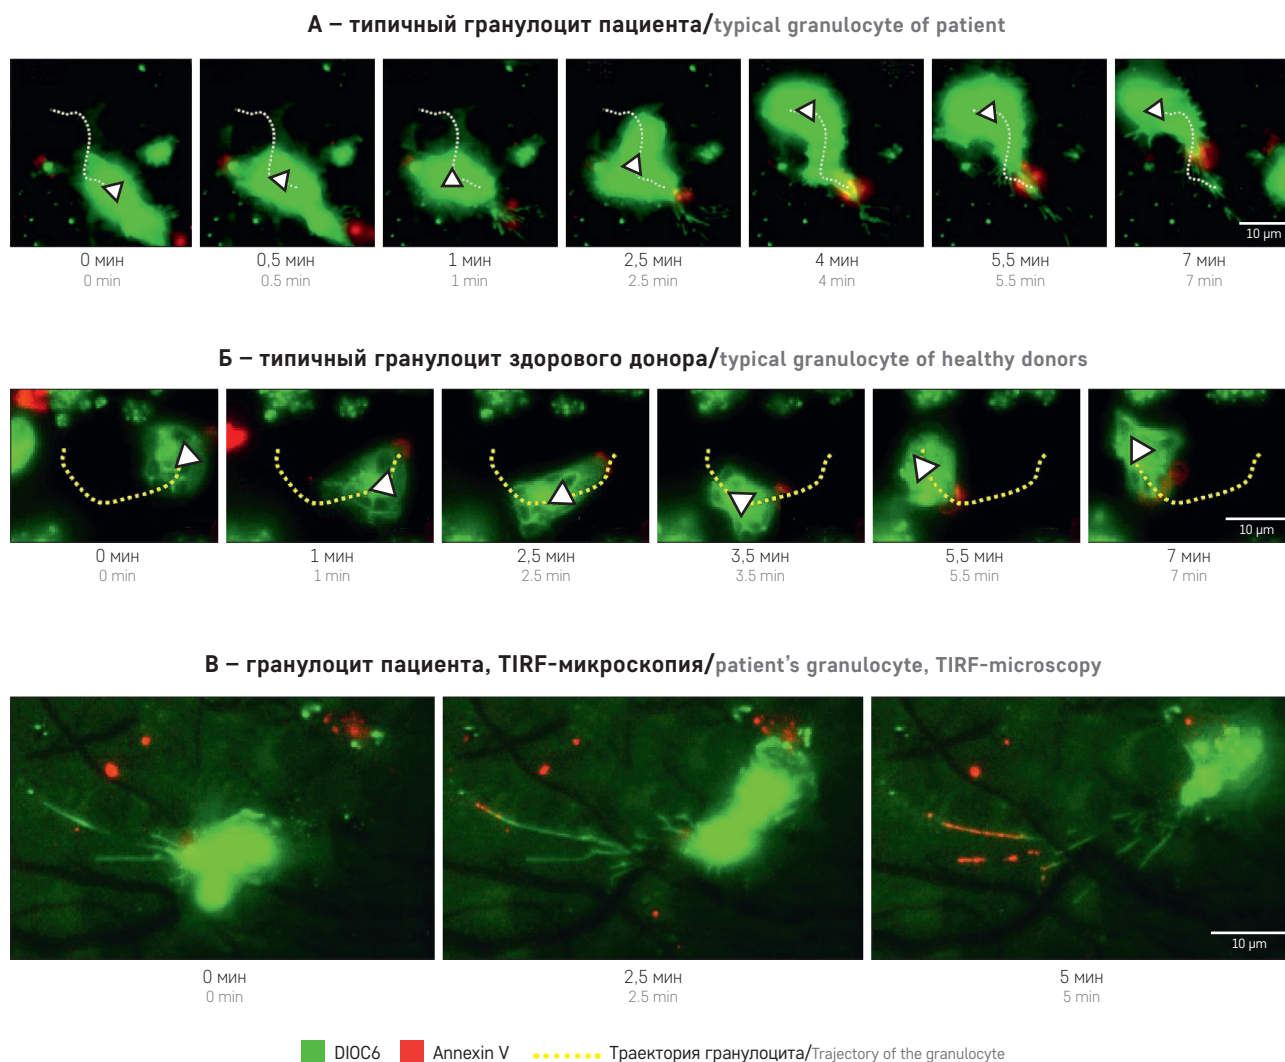 А – типичный гранулоцит пациента/typical granulocyte of patient
10 µm
0 мин 0,5 мин 1 мин 2,5 мин 4 мин 5,5 мин 7 мин
0 min 0.5 min 1 min 2.5 min 4 min 5.5 min 7 min
Б – типичный гранулоцит здорового донора/typical granulocyte of healthy donors
10 µm
0 мин 1 мин 2,5 мин 3,5 мин 5,5 мин 7 мин
0 min 1 min 2.5 min 3.5 min 5.5 min 7 min
В – гранулоцит пациента, TIRF-микроскопия/patient's granulocyte, TIRF-microscopy
10 µm
0 мин 2,5 мин 5 мин
0 min 2.5 min 5 min
DIOC6 Annexin V Траектория гранулоцита/Trajectory of the granulocyte